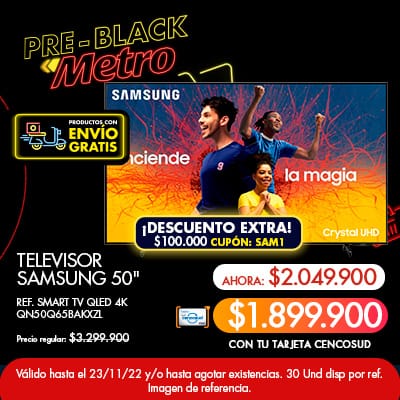 PRE-BLACK
Metro
PRODUCTOS CON
ENVÍO
GRATIS
SAMSUNG
9
nciende
la magia
¡DESCUENTO EXTRA!
$100.000 CUPÓN: SAM1
Crystal UHD
TELEVISOR
SAMSUNG 50"
REF. SMART TV QLED 4K
QN50Q65BAKXZL
Precio regular: $3.299.900
AHORA: $2.049.900
cencosud
$1.899.900
CON TU TARJETA CENCOSUD
Válido hasta el 23/11/22 y/o hasta agotar existencias. 30 Und disp por ref.
Imagen de referencia.